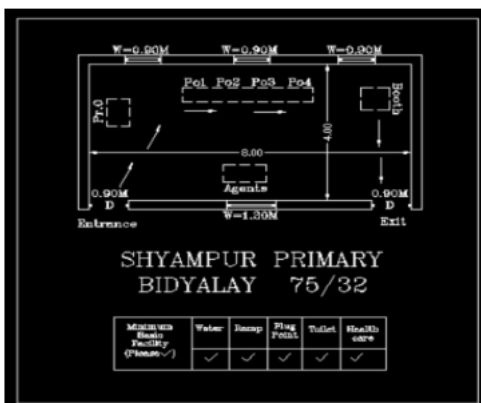 W=0.90M W=0.90M W=0.90M
Po1 Po2 Po3 Po4
Pr.O
Booth
4.00
8.00
Agents
0.90M
D
Entrance
W=1.20M
0.90M
D
Exit
SHYAMPUR PRIMARY
BIDYALAY 75/32
Minimum
Basic
Facility
(Please✓)
Water Ramp Plug
Point Toilet Health
care
✓ ✓ ✓ ✓ ✓